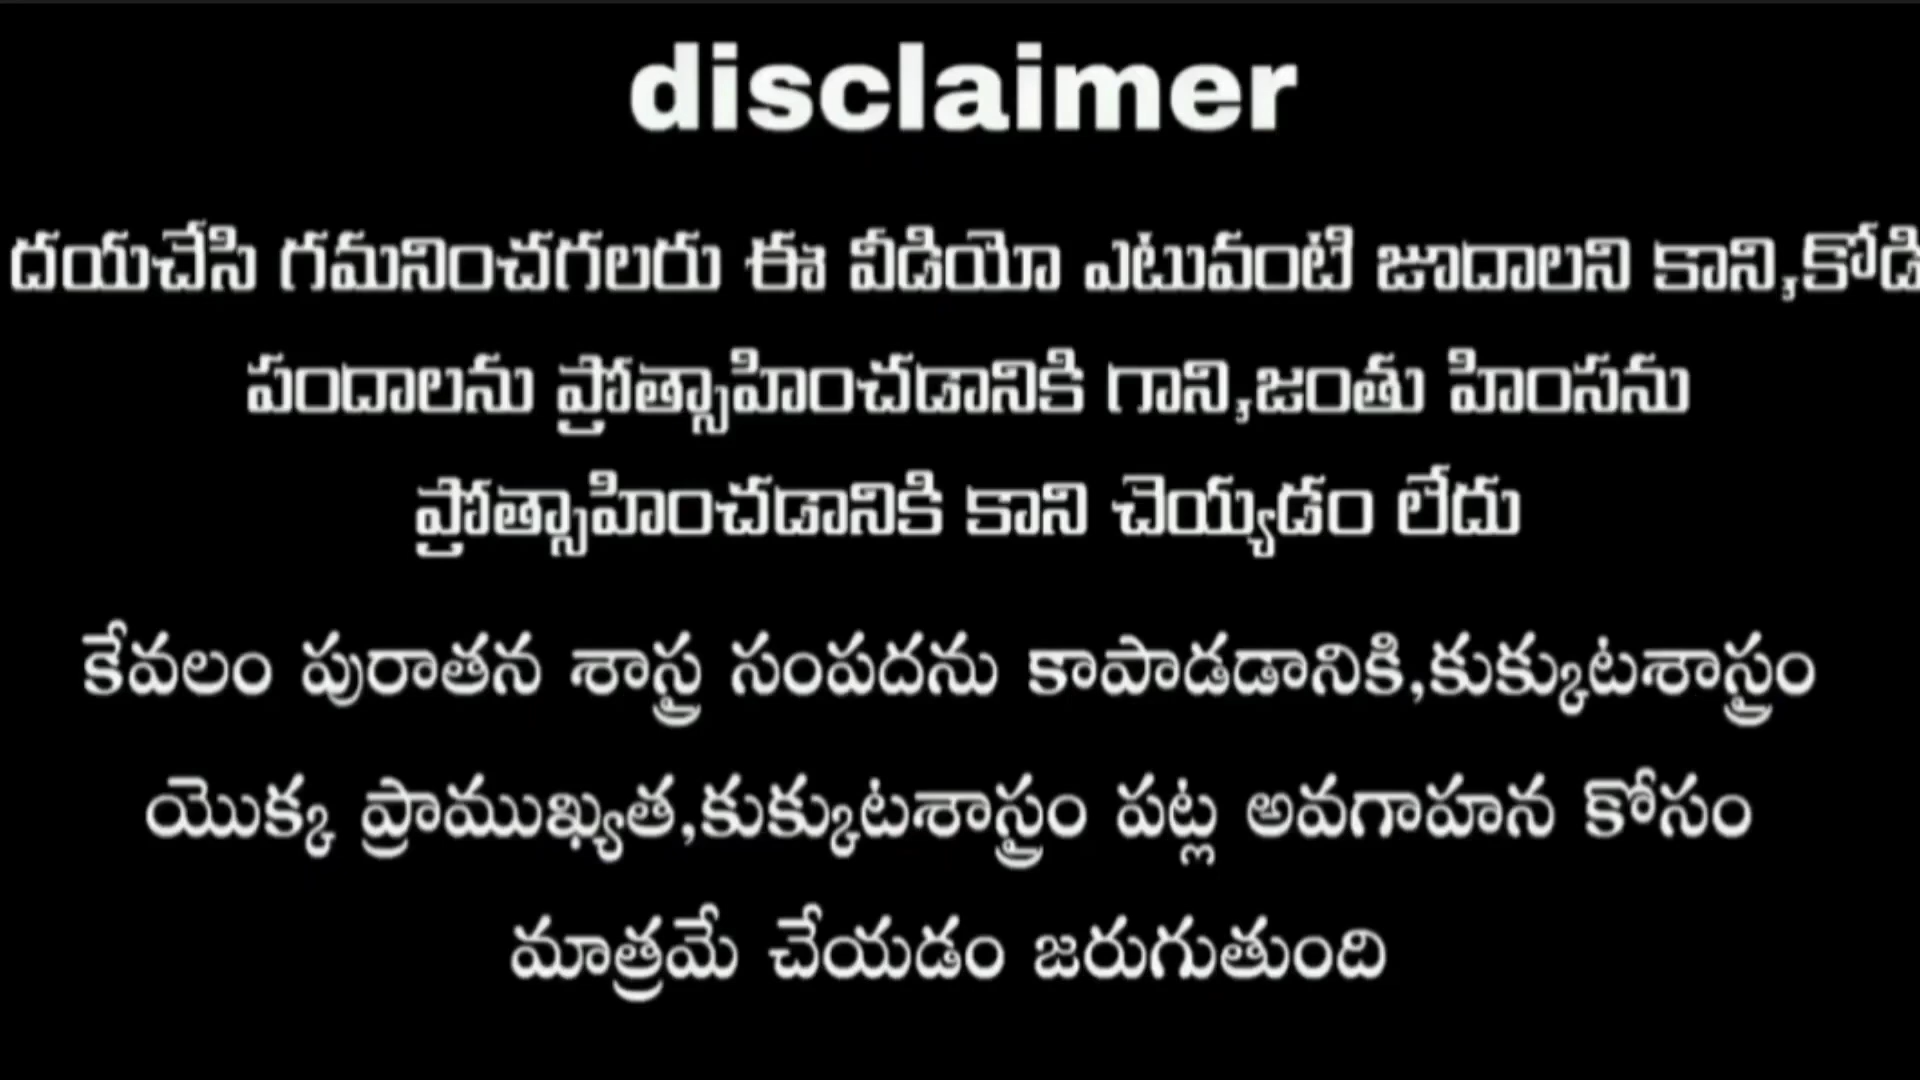 disclaimer
దయచేసి గమనించగలరు ఈ వీడియో ఎటువంటి జూదాలని కాని,కోడి
పందాలను ప్రోత్సాహించడానికి గాని,జంతు హింసను
ప్రోత్సాహించడానికి కాని చెయ్యడం లేదు
కేవలం పురాతన శాస్త్ర సంపదను కాపాడడానికి,కుక్కుటశాస్త్రం
యొక్క ప్రాముఖ్యత,కుక్కుటశాస్త్రం పట్ల అవగాహన కోసం
మాత్రమే చేయడం జరుగుతుంది